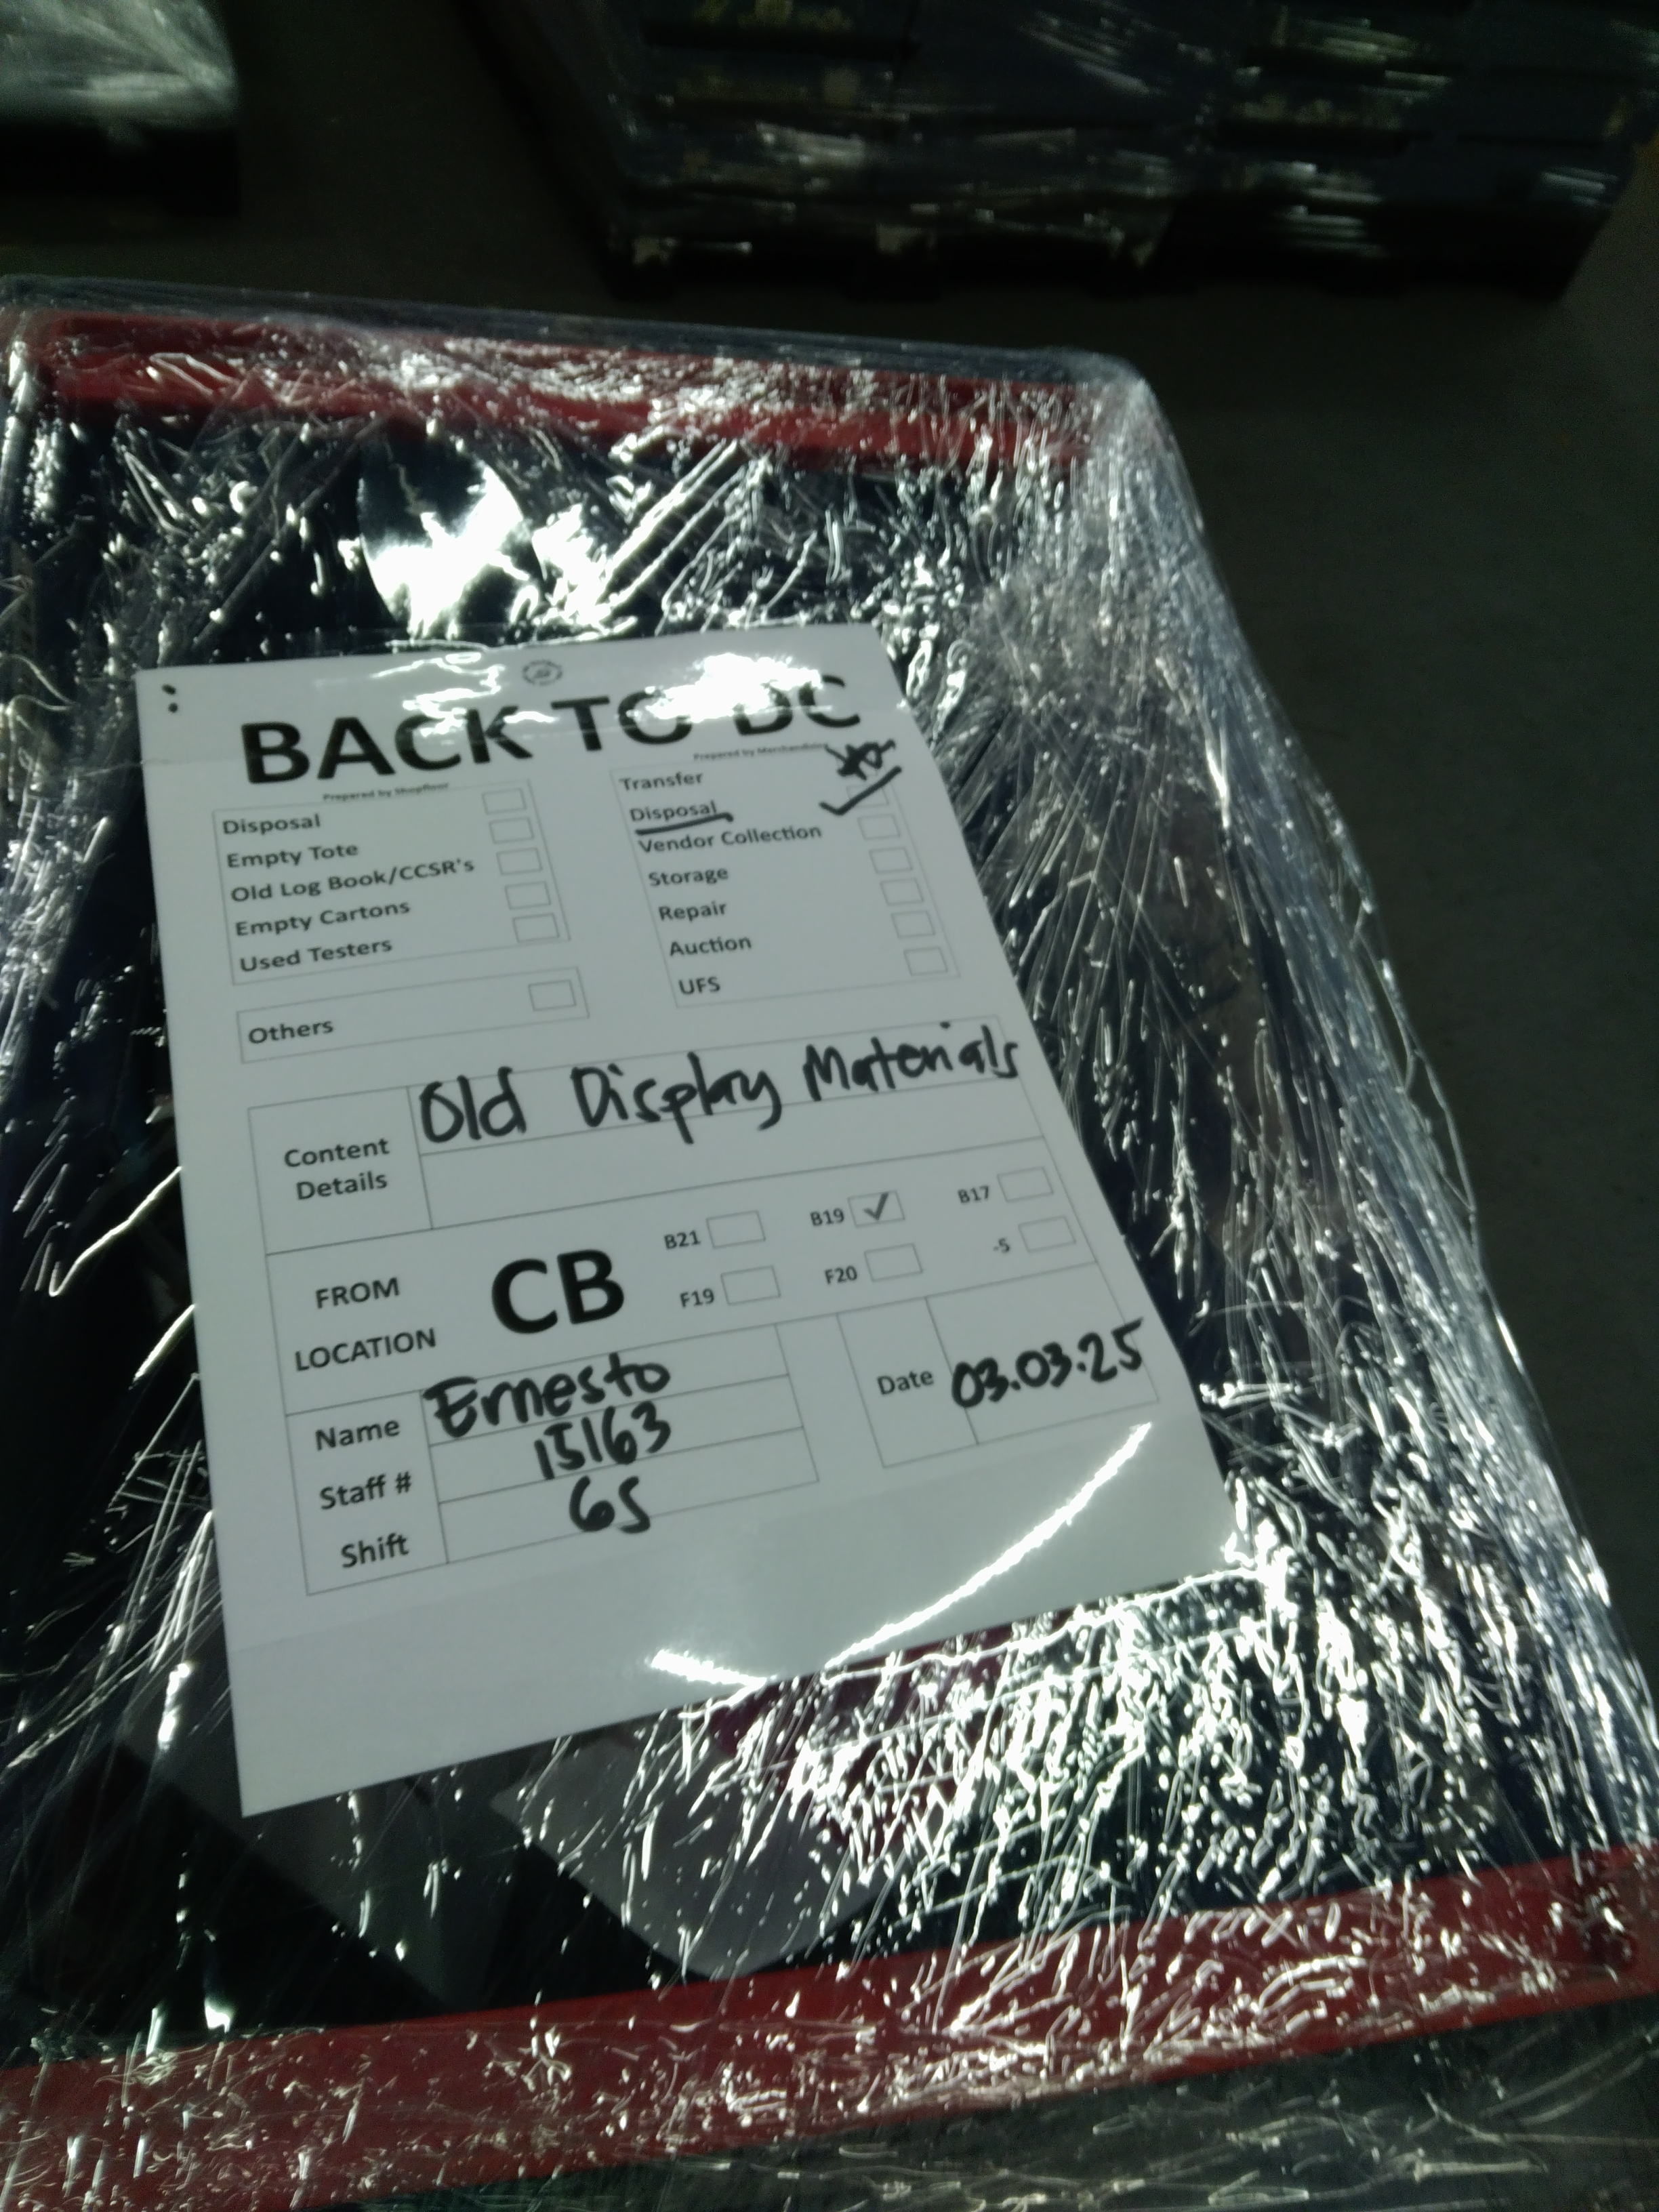 BACK TO DC
Prepared by Shopfloor
Disposal
Empty Tote
Old Log Book/CCSR's
Empty Cartons
Used Testers
Others
Prepared by Merchandising
Transfer
Disposal
Vendor Collection
Storage
Repair
Auction
UFS
Content Details
Old Display Materials
FROM LOCATION
CB
B21
B19 ✓
B17
F19
F20
-5
Name Ernesto
Staff # 15163
Shift GS
Date 03.03.25